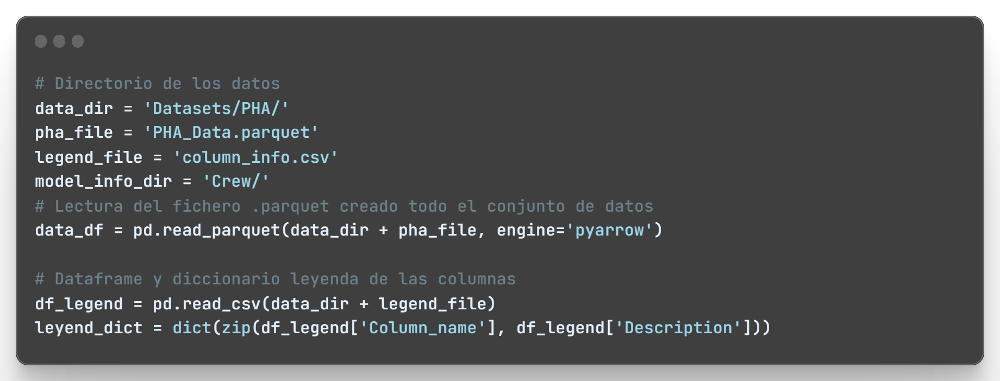 # Directorio de los datos
data_dir = 'Datasets/PHA/'
pha_file = 'PHA_Data.parquet'
legend_file = 'column_info.csv'
model_info_dir = 'Crew/'
# Lectura del fichero .parquet creado todo el conjunto de datos
data_df = pd.read_parquet(data_dir + pha_file, engine='pyarrow')
# Dataframe y diccionario leyenda de las columnas
df_legend = pd.read_csv(data_dir + legend_file)
leyend_dict = dict(zip(df_legend['Column_name'], df_legend['Description']))